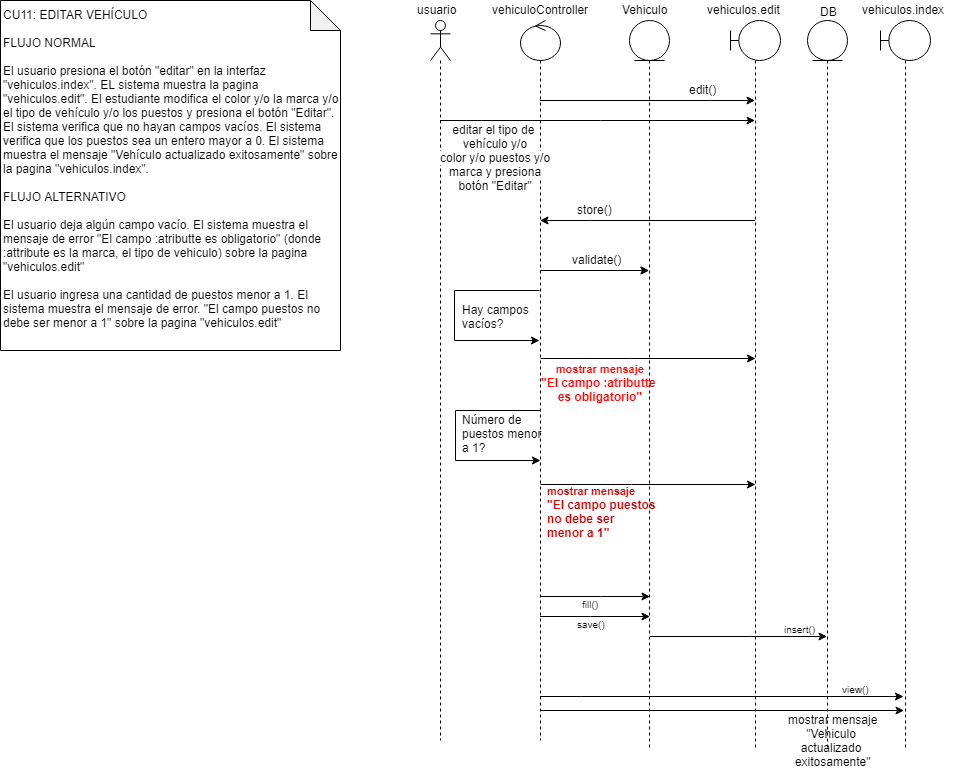 CU11: EDITAR VEHÍCULO
FLUJO NORMAL
El usuario presiona el botón "editar" en la interfaz
"vehiculos.index". EL sistema muestra la pagina
"vehiculos.edit". El estudiante modifica el color y/o la marca y/o
el tipo de vehículo y/o los puestos y presiona el botón "Editar".
El sistema verifica que no hayan campos vacíos. El sistema
verifica que los puestos sea un entero mayor a 0. El sistema
muestra el mensaje "Vehículo actualizado exitosamente" sobre
la pagina "vehiculos.index".
FLUJO ALTERNATIVO
El usuario deja algún campo vacío. El sistema muestra el
mensaje de error "El campo :atributte es obligatorio" (donde
:attribute es la marca, el tipo de vehiculo) sobre la pagina
"vehiculos.edit"
El usuario ingresa una cantidad de puestos menor a 1. El
sistema muestra el mensaje de error. "El campo puestos no
debe ser menor a 1" sobre la pagina "vehiculos.edit"
usuario
vehiculoController
Vehiculo
vehiculos.edit
DB
vehiculos.index
edit()
editar el tipo de
vehículo y/o
color y/o puestos y/o
marca y presiona
botón "Editar"
store()
validate()
Hay campos
vacíos?
mostrar mensaje
"El campo :atributte
es obligatorio"
Número de
puestos menor
a 1?
mostrar mensaje
"El campo puestos
no debe ser
menor a 1"
fill()
save()
insert()
view()
mostrar mensaje
"Vehiculo
actualizado
exitosamente"